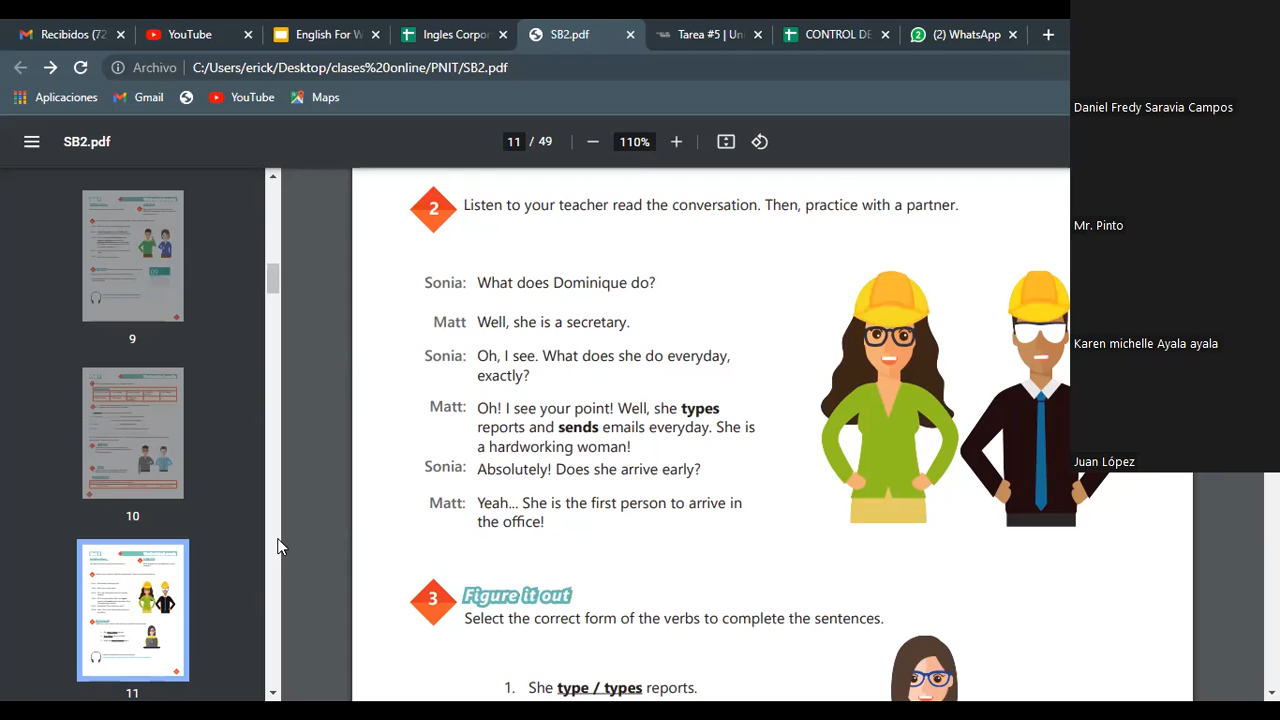 Recibidos (72
YouTube
English For W
Ingles Corpor
SB2.pdf
Tarea #5 | Un
CONTROL DE
(2) WhatsApp
Archivo
C:/Users/erick/Desktop/clases%20online/PNIT/SB2.pdf
Aplicaciones
Gmail
YouTube
Maps
SB2.pdf
11 / 49
110%
9
10
11
2
Listen to your teacher read the conversation. Then, practice with a partner.
Sonia: What does Dominique do?
Matt Well, she is a secretary.
Sonia: Oh, I see. What does she do everyday,
exactly?
Matt: Oh! I see your point! Well, she types
reports and sends emails everyday. She is
a hardworking woman!
Sonia: Absolutely! Does she arrive early?
Matt: Yeah... She is the first person to arrive in
the office!
3
Figure it out
Select the correct form of the verbs to complete the sentences.
1. She type / types reports.
Daniel Fredy Saravia Campos
Mr. Pinto
Karen michelle Ayala ayala
Juan López